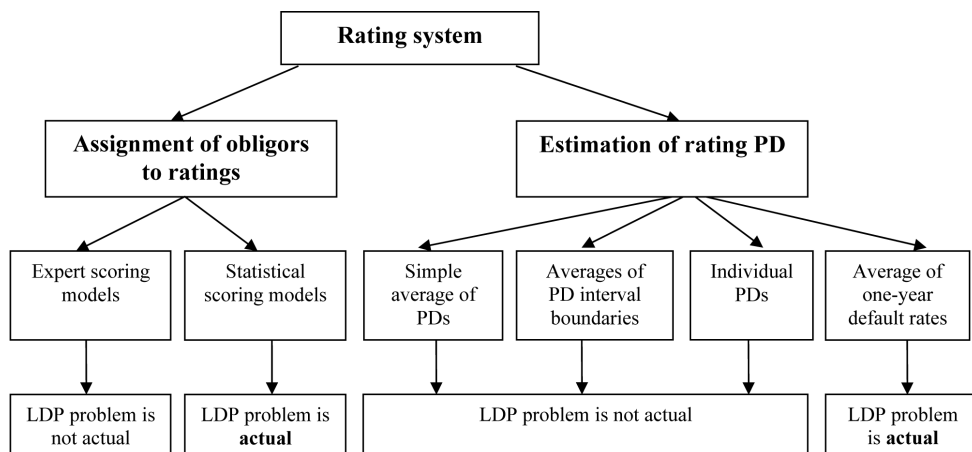 Rating system
Assignment of obligors
to ratings
Estimation of rating PD
Expert scoring
models
Statistical
scoring models
Simple
average of
PDs
Averages of
PD interval
boundaries
Individual
PDs
Average of
one-year
default rates
LDP problem is
not actual
LDP problem is
actual
LDP problem is not actual
LDP problem
is actual